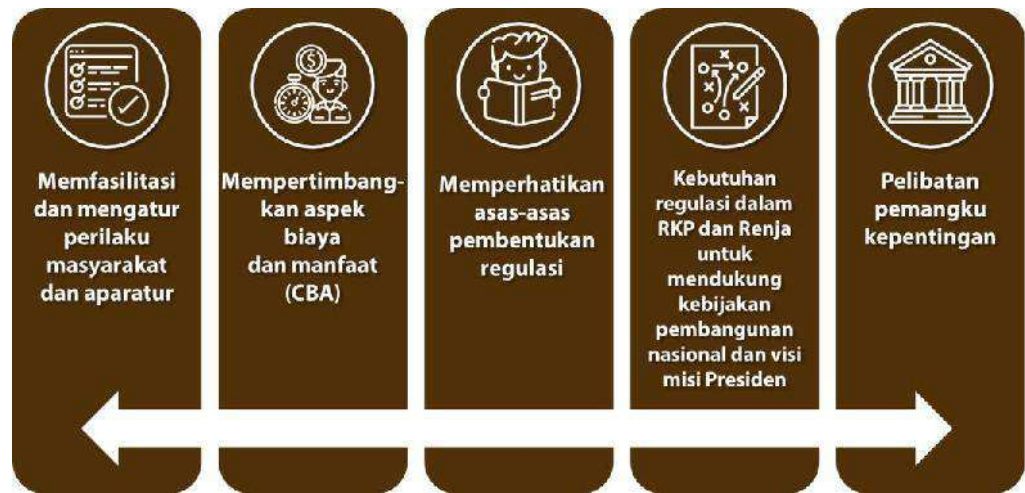 Memfasilitasi
dan mengatur
perilaku
masyarakat
dan aparatur
Mempertimbang-
kan aspek
biaya
dan manfaat
(CBA)
Memperhatikan
asas-asas
pembentukan
regulasi
Kebutuhan
regulasi dalam
RKP dan Renja
untuk
mendukung
kebijakan
pembangunan
nasional dan visi
misi Presiden
Pelibatan
pemangku
kepentingan